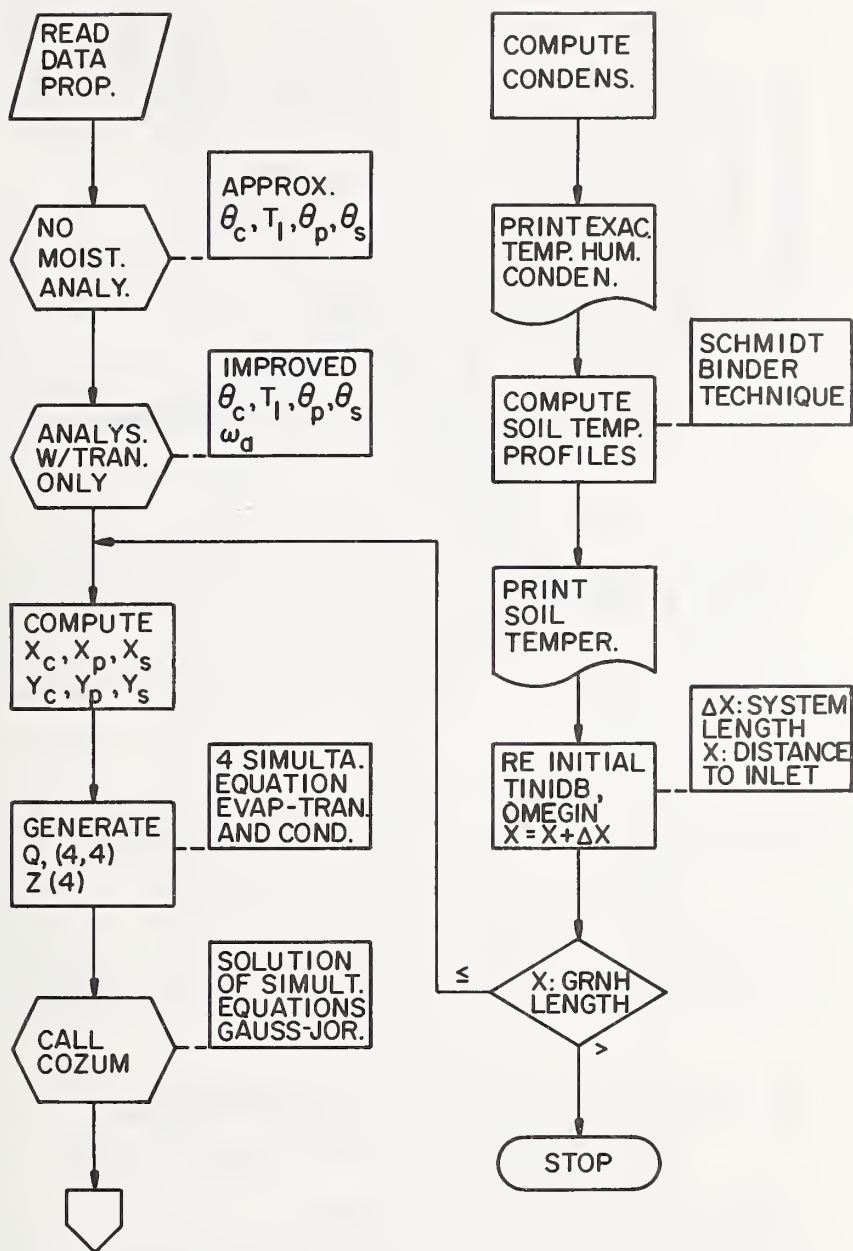 READ
DATA
PROP.
NO
MOIST.
ANALY.
APPROX.
θc, Tl, θp, θs
ANALYS.
W/TRAN.
ONLY
IMPROVED
θc, Tl, θp, θs
ωa
COMPUTE
Xc, Xp, Xs
Yc, Yp, Ys
GENERATE
Q, (4,4)
Z (4)
4 SIMULTA.
EQUATION
EVAP-TRAN.
AND COND.
CALL
COZUM
SOLUTION
OF SIMULT.
EQUATIONS
GAUSS-JOR.
COMPUTE
CONDENS.
PRINT EXAC.
TEMP. HUM.
CONDEN.
COMPUTE
SOIL TEMP.
PROFILES
SCHMIDT
BINDER
TECHNIQUE
PRINT
SOIL
TEMPER.
RE INITIAL
TINIDB,
OMEGIN
X = X + ΔX
ΔX: SYSTEM
LENGTH
X: DISTANCE
TO INLET
X: GRNH
LENGTH
≤
>
STOP